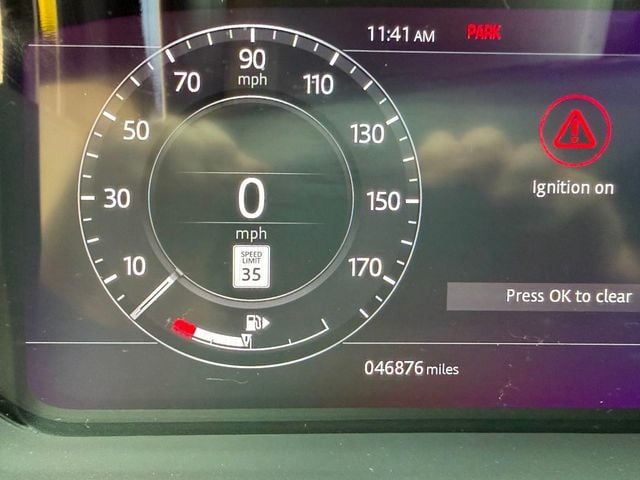 11:41 AM PARK
90
mph
70 110
50 130
30 150
10 170
0
mph
SPEED
LIMIT
35
Ignition on
Press OK to clear
046876 miles